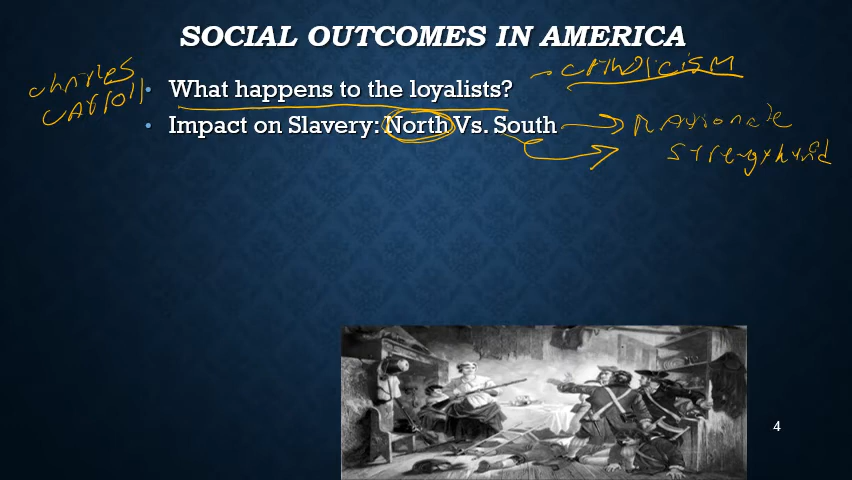 SOCIAL OUTCOMES IN AMERICA
CATHOLICISM
Charles
Carroll
• What happens to the loyalists?
• Impact on Slavery: North Vs. South
Rationale
Strengthened
4